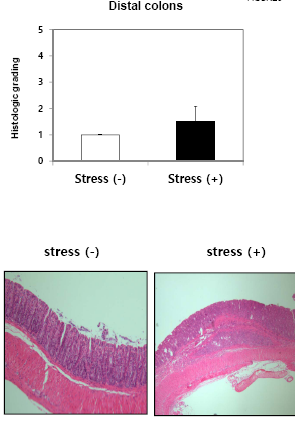 Distal colons
5
4
3
2
1
0
Histologic grading
Stress (-)
Stress (+)
stress (-)
stress (+)